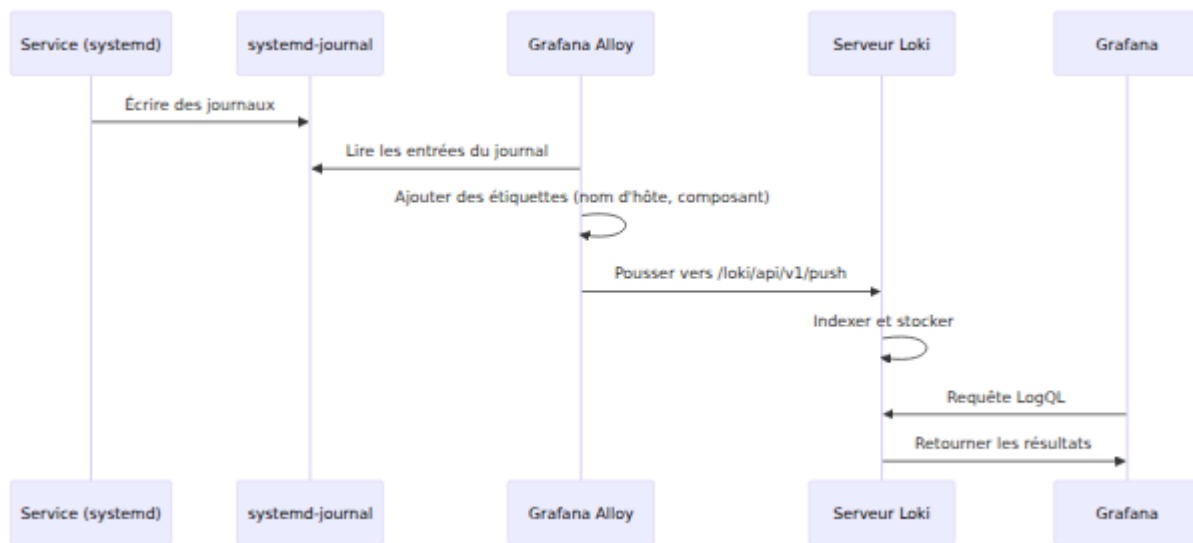 Service (systemd)
systemd-journal
Grafana Alloy
Serveur Loki
Grafana
Écrire des journaux
Lire les entrées du journal
Ajouter des étiquettes (nom d'hôte, composant)
Pousser vers /loki/api/v1/push
Indexer et stocker
Requête LogQL
Retourner les résultats
Service (systemd)
systemd-journal
Grafana Alloy
Serveur Loki
Grafana